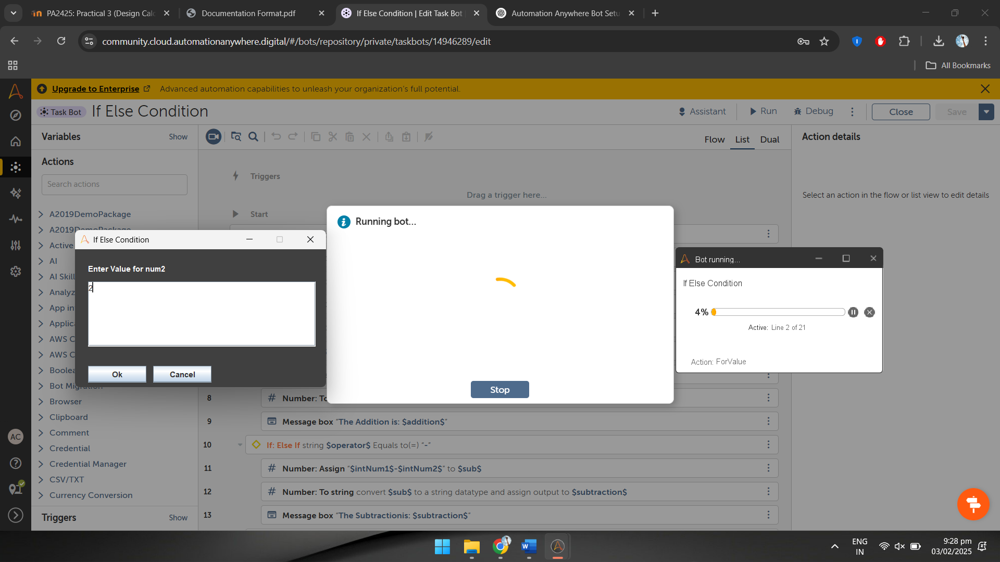 PA2425: Practical 3 (Design Calc
Documentation Format.pdf
If Else Condition | Edit Task Bot
Automation Anywhere Bot Setu
community.cloud.automationanywhere.digital/#/bots/repository/private/taskbots/14946289/edit
All Bookmarks
Upgrade to Enterprise Advanced automation capabilities to unleash your organization's full potential.
Task Bot If Else Condition
Assistant Run Debug Close Save
Variables Show
Flow List Dual
Action details
Actions
Search actions
Triggers
Drag a trigger here...
Select an action in the flow or list view to edit details
A2019DemoPackage
Start
A2019DemoPackage
Running bot...
If Else Condition
Active
AI
Bot running...
Enter Value for num2
AI Skill
If Else Condition
2
Analyz
App in
4%
Applica
Active: Line 2 of 21
AWS C
AWS C
Action: ForValue
Boolea
Ok Cancel
Bot Migration
Stop
8 Number: To
Browser
Clipboard
9 Message box "The Addition is: $addition$"
Comment
10 If: Else If string $operator$ Equals to(=) "-"
AC
Credential
Credential Manager
11 Number: Assign "$intNum1$-$intNum2$" to $sub$
CSV/TXT
12 Number: To string convert $sub$ to a string datatype and assign output to $subtraction$
Currency Conversion
Triggers Show
13 Message box "The Subtractionis: $subtraction$"
ENG
IN
9:28 pm
03/02/2025